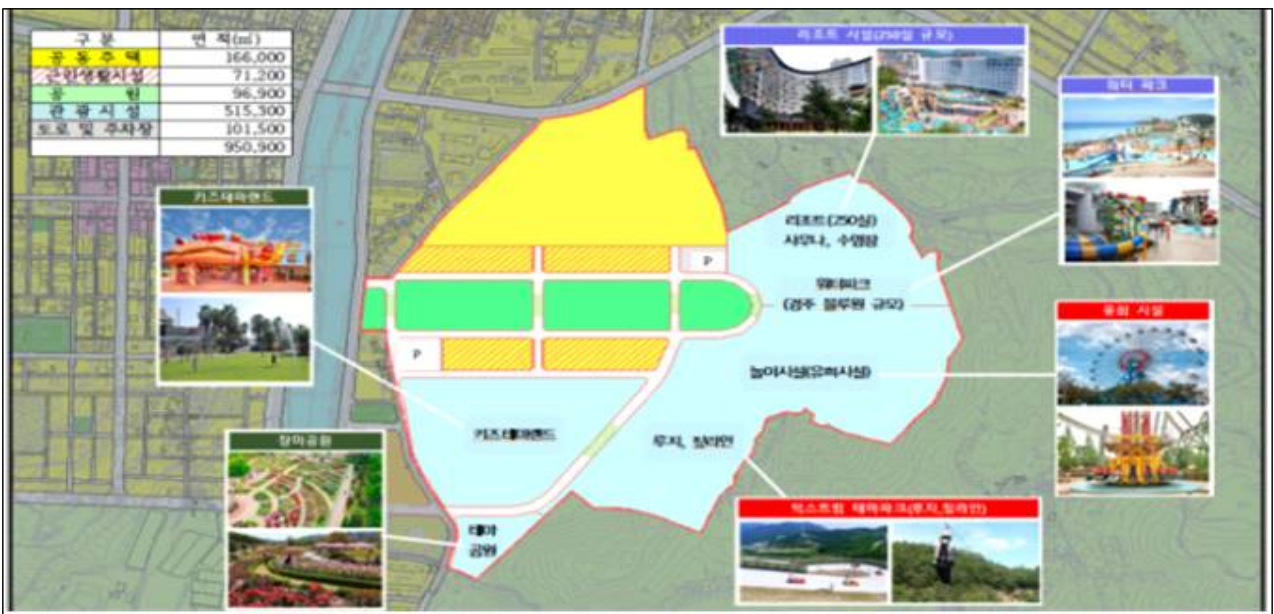 구 분 면 적(㎡)
공 동 주 택 166,000
근린생활시설 71,200
공 원 96,900
관 광 시 설 515,300
도로 및 주차장 101,500
950,900
리조트 시설(250실 규모)
워터 파크
키즈테마랜드
리조트(250실)
사우나, 수영장
P
워터파크
(경주 블루원 규모)
유희 시설
P
놀이시설(유희시설)
키즈테마랜드
루지, 짚라인
장미공원
익스트림 테마파크(루지,짚라인)
테마
공원